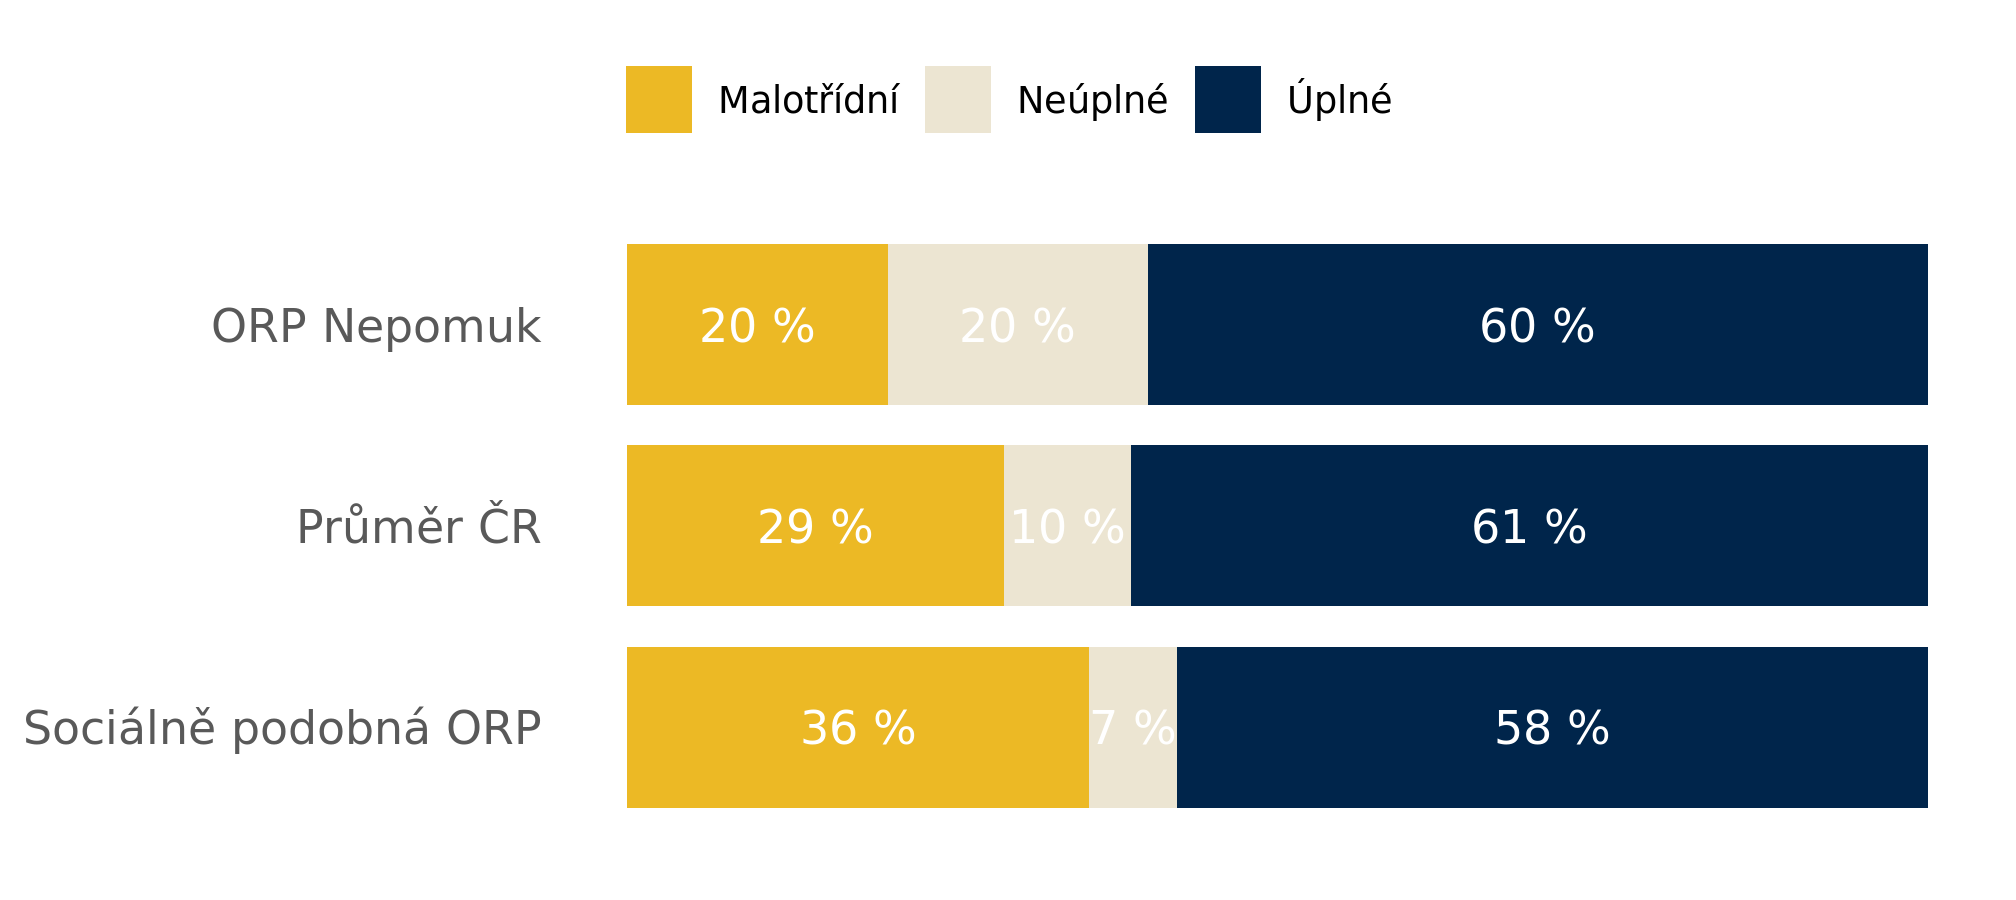 Malotřídní Neúplné Úplné
ORP Nepomuk 20 % 20 % 60 %
Průměr ČR 29 % 10 % 61 %
Sociálně podobná ORP 36 % 7 % 58 %